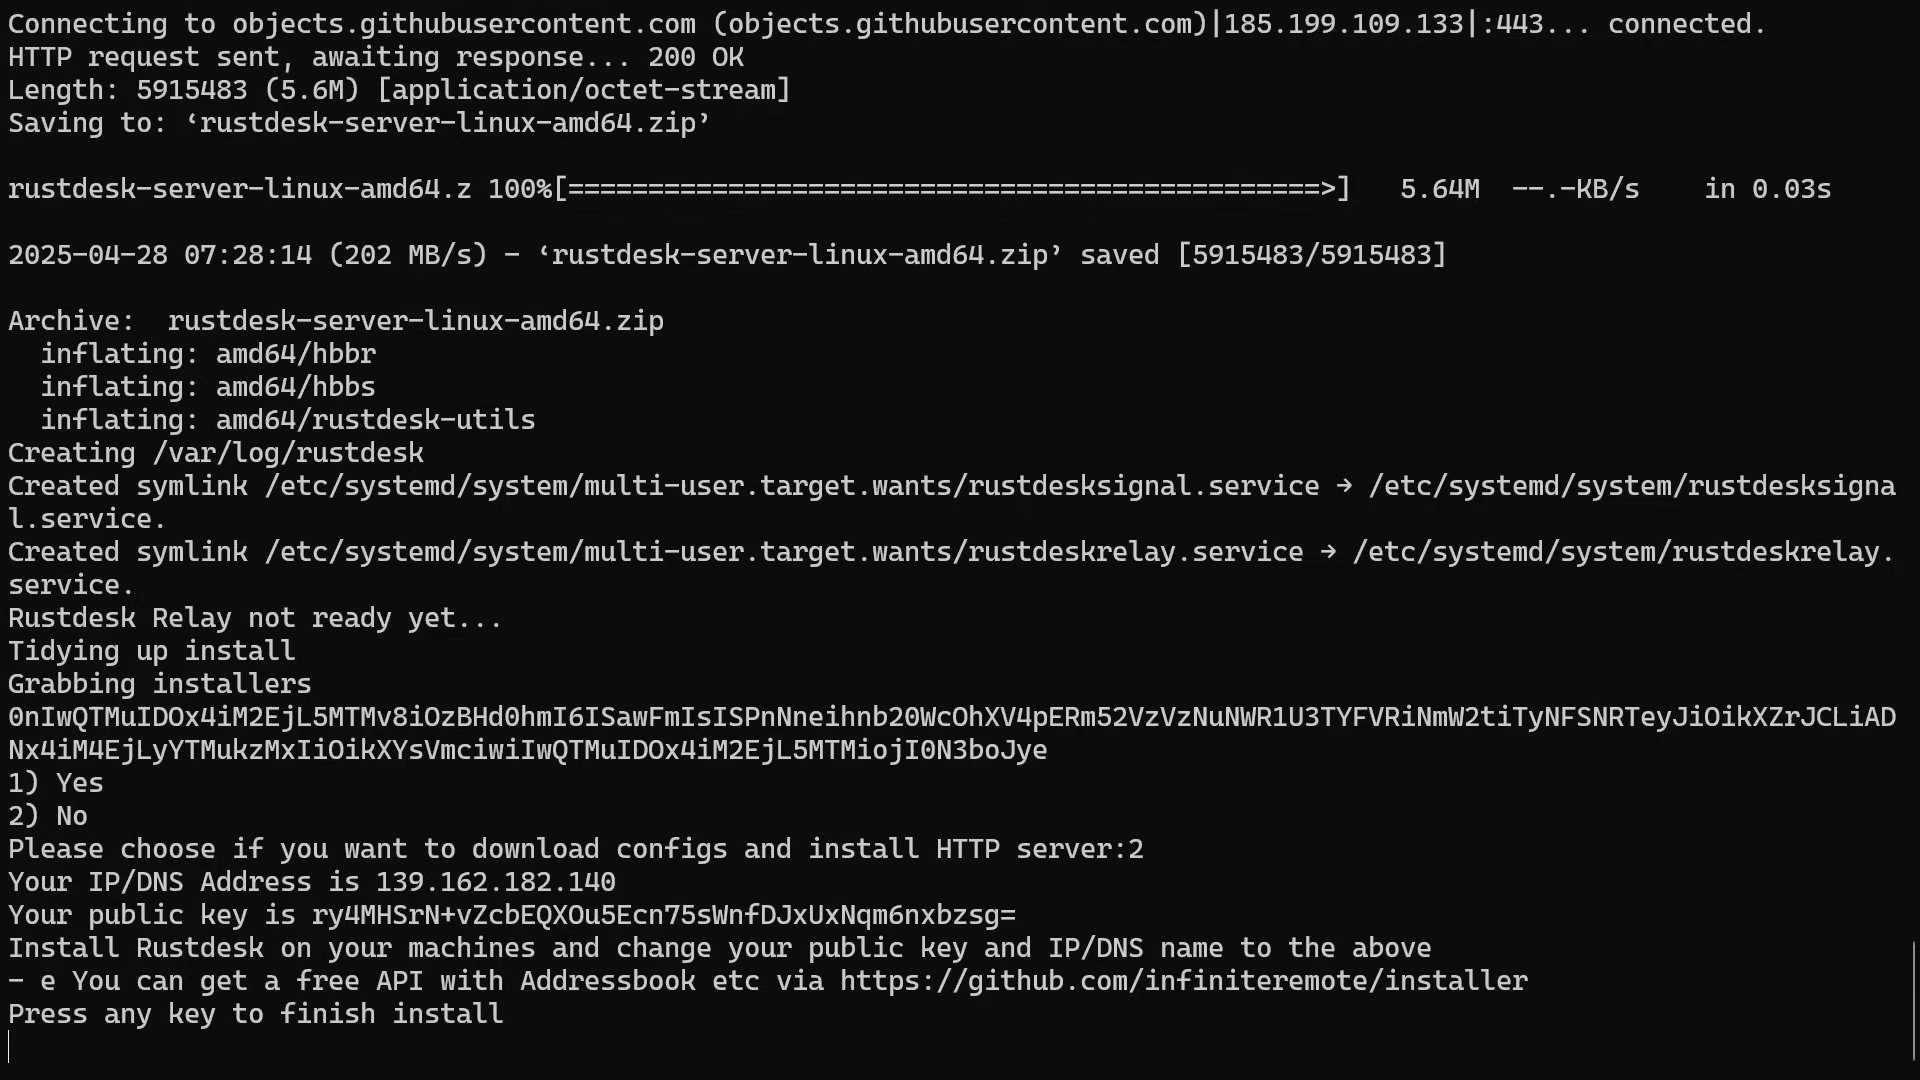 Connecting to objects.githubusercontent.com (objects.githubusercontent.com)|185.199.109.133|:443... connected.
HTTP request sent, awaiting response... 200 OK
Length: 5915483 (5.6M) [application/octet-stream]
Saving to: ‘rustdesk-server-linux-amd64.zip’
rustdesk-server-linux-amd64.z 100%[===============================================>]   5.64M  --.-KB/s    in 0.03s
2025-04-28 07:28:14 (202 MB/s) - ‘rustdesk-server-linux-amd64.zip’ saved [5915483/5915483]
Archive:  rustdesk-server-linux-amd64.zip
  inflating: amd64/hbbr
  inflating: amd64/hbbs
  inflating: amd64/rustdesk-utils
Creating /var/log/rustdesk
Created symlink /etc/systemd/system/multi-user.target.wants/rustdesksignal.service → /etc/systemd/system/rustdesksigna
l.service.
Created symlink /etc/systemd/system/multi-user.target.wants/rustdeskrelay.service → /etc/systemd/system/rustdeskrelay.
service.
Rustdesk Relay not ready yet...
Tidying up install
Grabbing installers
0nIwQTMuIDOx4iM2EjL5MTMv8iOzBHd0hmI6ISawFmIsISPnNneihnb20WcOhXV4pERm52VzVzNuNWR1U3TYFVRiNmW2tiTyNFSNRTeyJiOikXZrJCLiAD
Nx4iM4EjLyYTMukzMxIiOikXYsVmciwiIwQTMuIDOx4iM2EjL5MTMiojI0N3boJye
1) Yes
2) No
Please choose if you want to download configs and install HTTP server:2
Your IP/DNS Address is 139.162.182.140
Your public key is ry4MHSrN+vZcbEQXOu5Ecn75sWnfDJxUxNqm6nxbzsg=
Install Rustdesk on your machines and change your public key and IP/DNS name to the above
- e You can get a free API with Addressbook etc via https://github.com/infiniteremote/installer
Press any key to finish install